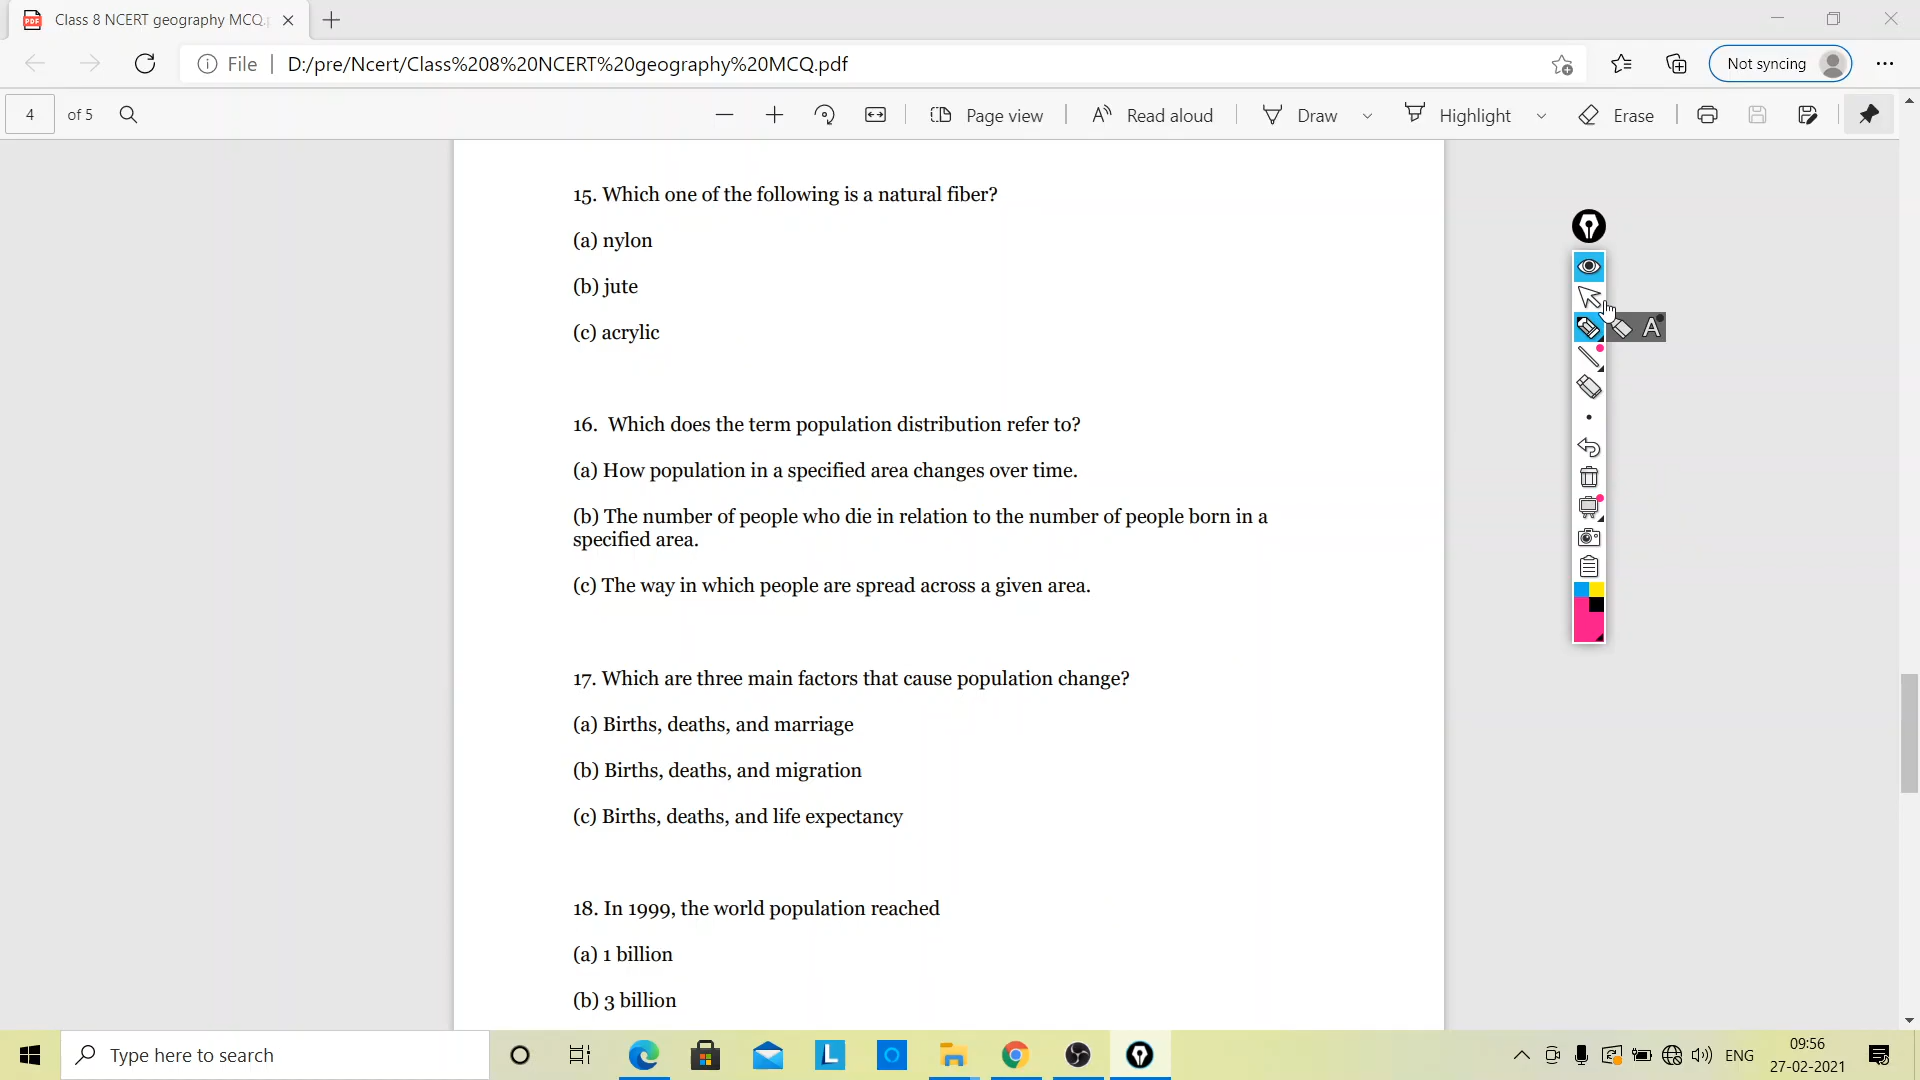 Class 8 NCERT geography MCQ.p
File
D:/pre/Ncert/Class%208%20NCERT%20geography%20MCQ.pdf
Not syncing
4 of 5
Page view
Read aloud
Draw
Highlight
Erase
15. Which one of the following is a natural fiber?
(a) nylon
(b) jute
(c) acrylic
16. Which does the term population distribution refer to?
(a) How population in a specified area changes over time.
(b) The number of people who die in relation to the number of people born in a
specified area.
(c) The way in which people are spread across a given area.
17. Which are three main factors that cause population change?
(a) Births, deaths, and marriage
(b) Births, deaths, and migration
(c) Births, deaths, and life expectancy
18. In 1999, the world population reached
(a) 1 billion
(b) 3 billion
Type here to search
ENG
09:56
27-02-2021